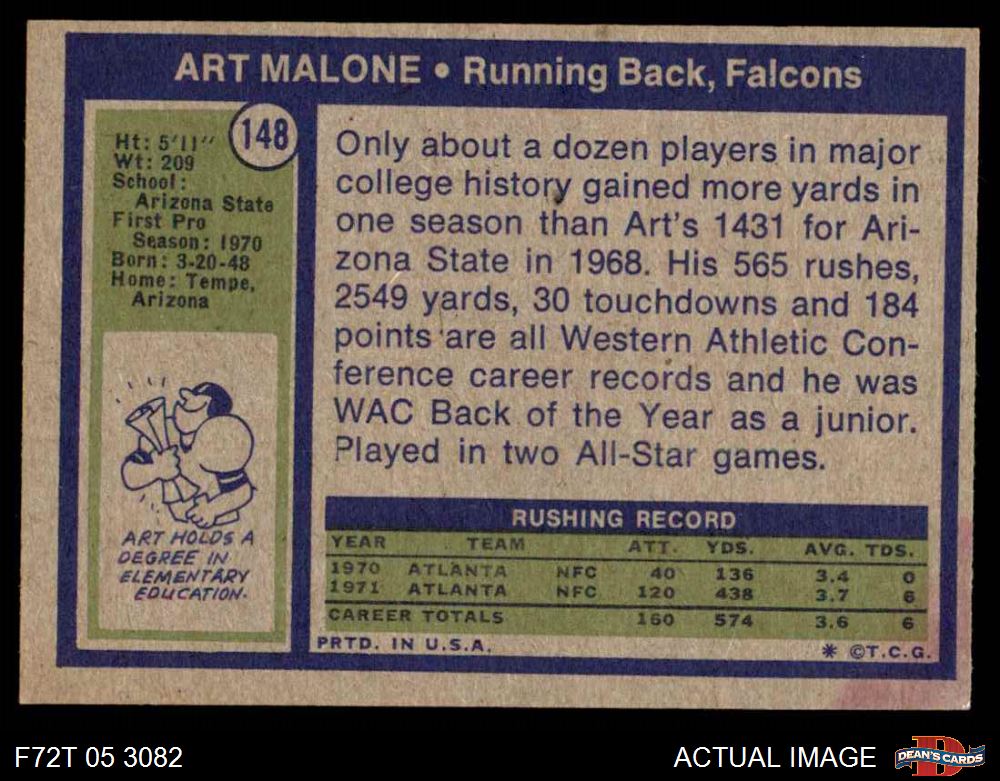 ART MALONE • Running Back, Falcons
148
Ht: 5'11"
Wt: 209
School:
Arizona State
First Pro
Season: 1970
Born: 3-20-48
Home: Tempe,
Arizona
ART HOLDS A
DEGREE IN
ELEMENTARY
EDUCATION.
Only about a dozen players in major
college history gained more yards in
one season than Art's 1431 for Ari-
zona State in 1968. His 565 rushes,
2549 yards, 30 touchdowns and 184
points are all Western Athletic Con-
ference career records and he was
WAC Back of the Year as a junior.
Played in two All-Star games.
RUSHING RECORD
YEAR TEAM ATT. YDS. AVG. TDS.
1970 ATLANTA NFC 40 136 3.4 0
1971 ATLANTA NFC 120 438 3.7 6
CAREER TOTALS 160 574 3.6 6
PRTD. IN U.S.A. * ©T.C.G.
F72T 05 3082
ACTUAL IMAGE
D
DEAN'S CARDS